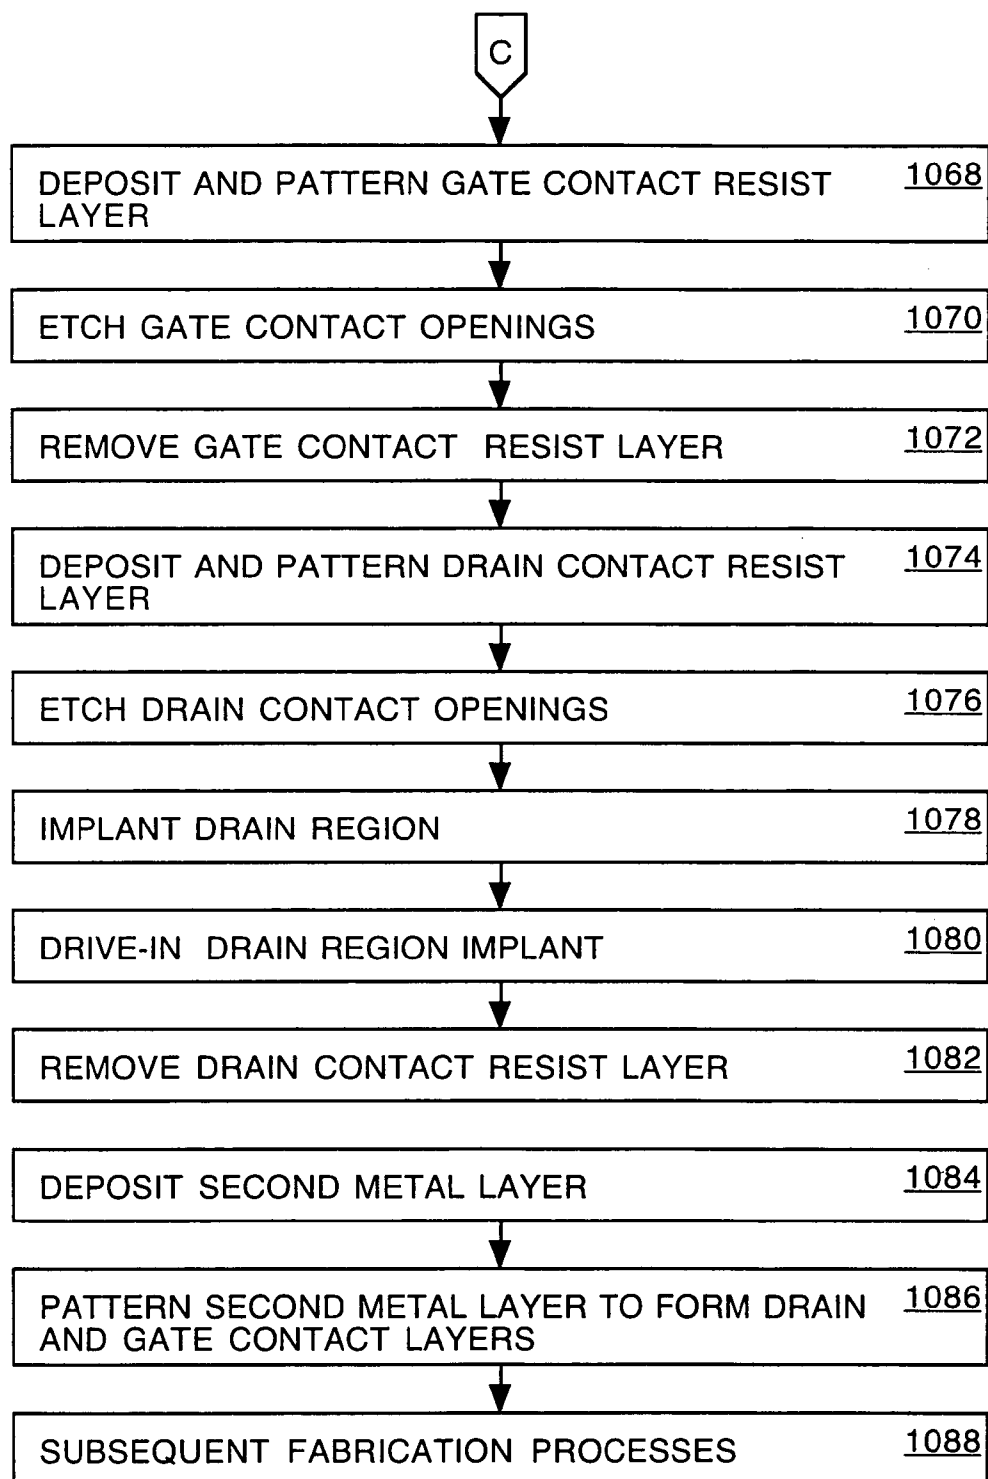 C
DEPOSIT AND PATTERN GATE CONTACT RESIST 1068
LAYER
ETCH GATE CONTACT OPENINGS 1070
REMOVE GATE CONTACT RESIST LAYER 1072
DEPOSIT AND PATTERN DRAIN CONTACT RESIST 1074
LAYER
ETCH DRAIN CONTACT OPENINGS 1076
IMPLANT DRAIN REGION 1078
DRIVE-IN DRAIN REGION IMPLANT 1080
REMOVE DRAIN CONTACT RESIST LAYER 1082
DEPOSIT SECOND METAL LAYER 1084
PATTERN SECOND METAL LAYER TO FORM DRAIN 1086
AND GATE CONTACT LAYERS
SUBSEQUENT FABRICATION PROCESSES 1088